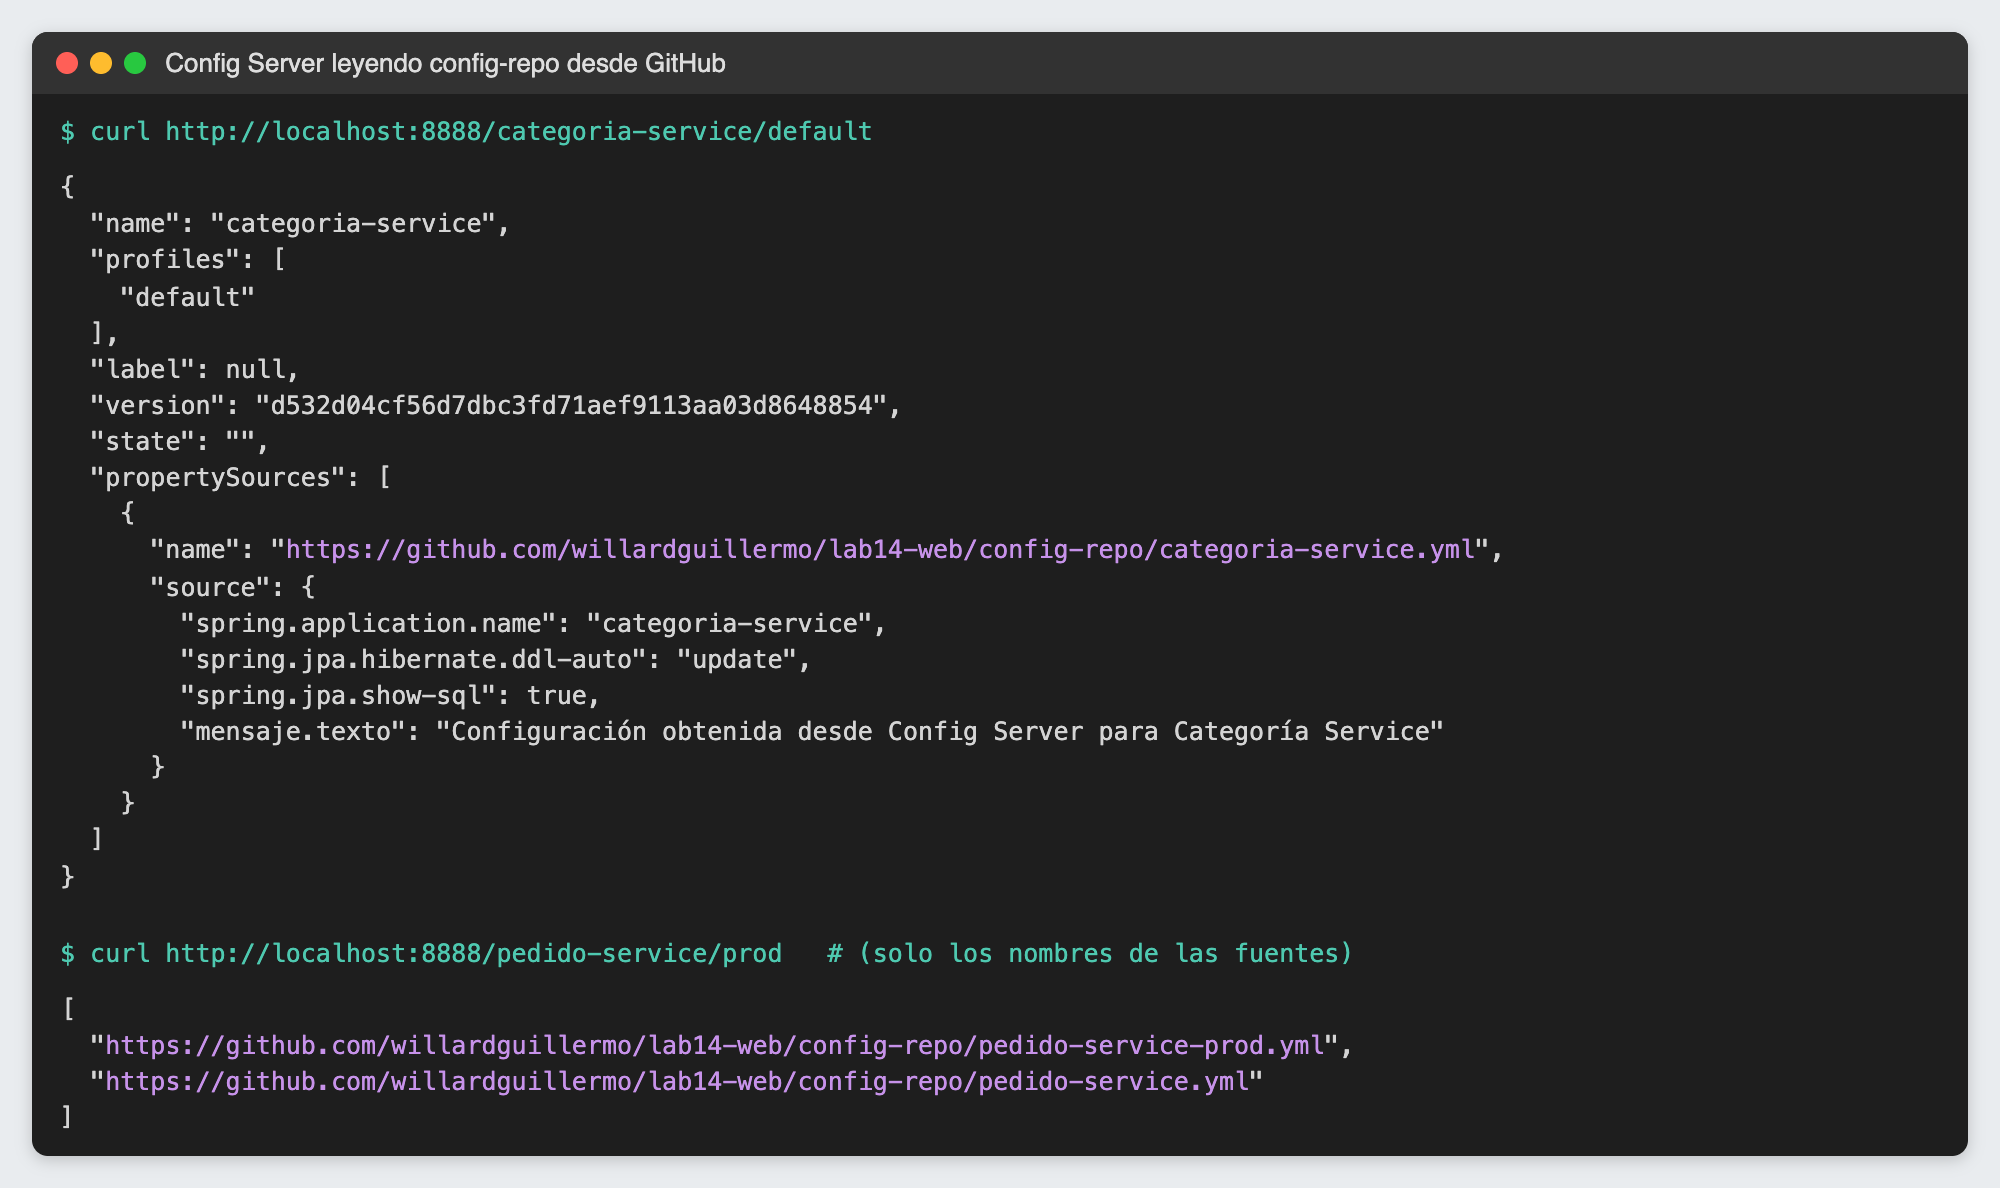 Config Server leyendo config-repo desde GitHub
$ curl http://localhost:8888/categoria-service/default
{
  "name": "categoria-service",
  "profiles": [
    "default"
  ],
  "label": null,
  "version": "d532d04cf56d7dbc3fd71aef9113aa03d8648854",
  "state": "",
  "propertySources": [
    {
      "name": "https://github.com/willardguillermo/lab14-web/config-repo/categoria-service.yml",
      "source": {
        "spring.application.name": "categoria-service",
        "spring.jpa.hibernate.ddl-auto": "update",
        "spring.jpa.show-sql": true,
        "mensaje.texto": "Configuración obtenida desde Config Server para Categoría Service"
      }
    }
  ]
}
$ curl http://localhost:8888/pedido-service/prod   # (solo los nombres de las fuentes)
[
  "https://github.com/willardguillermo/lab14-web/config-repo/pedido-service-prod.yml",
  "https://github.com/willardguillermo/lab14-web/config-repo/pedido-service.yml"
]